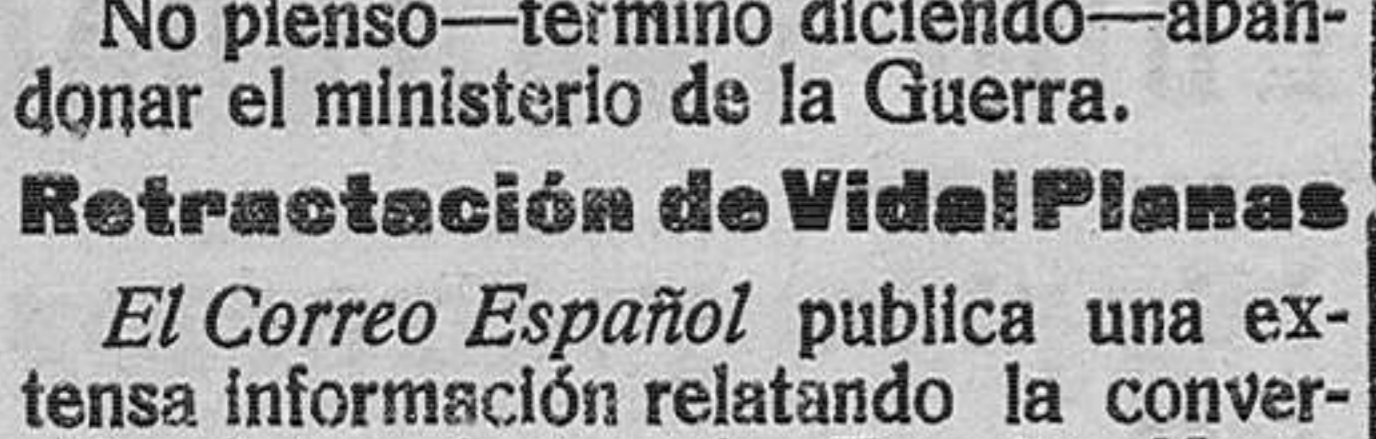 No pienso—terminó diciendo—aban-
donar el ministerio de la Guerra.
Retractación de Vidal Planas
El Correo Español publica una ex-
tensa información relatando la conver-